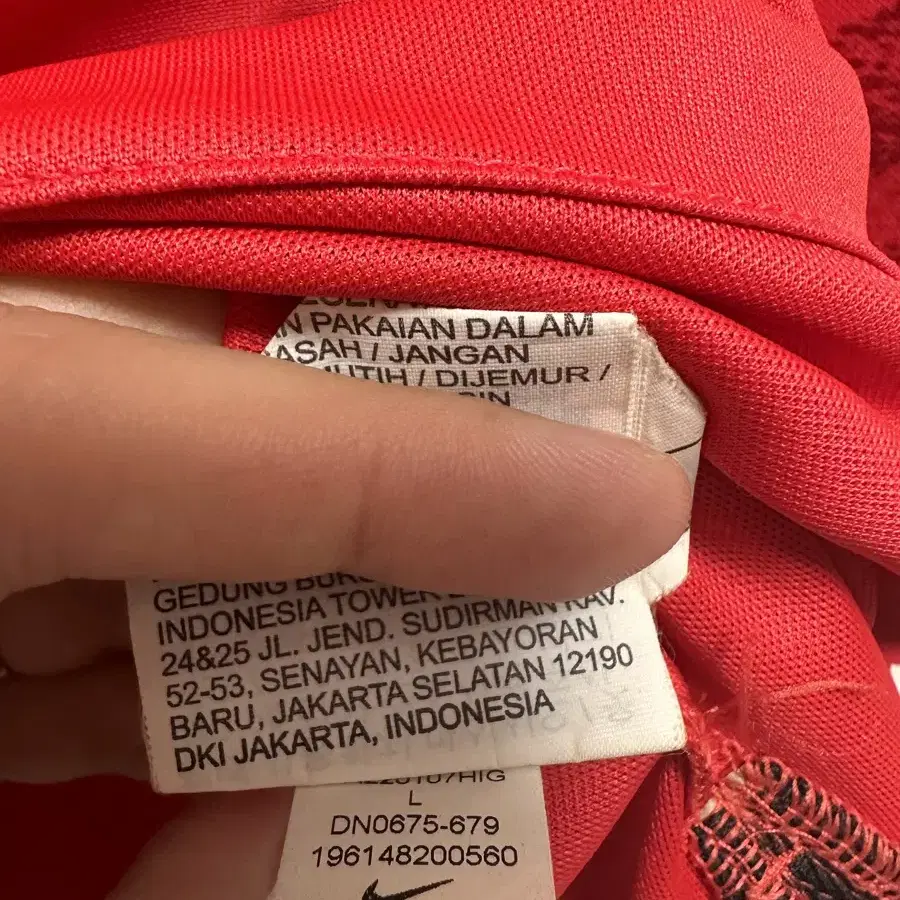 PAKAIAN DALAM
/ JANGAN
/ DIJEMUR /
GEDUNG
INDONESIA TOWER
24&25 JL. JEND. SUDIRMAN KAV.
52-53, SENAYAN, KEBAYORAN
BARU, JAKARTA SELATAN 12190
DKI JAKARTA, INDONESIA
L
DN0675-679
196148200560